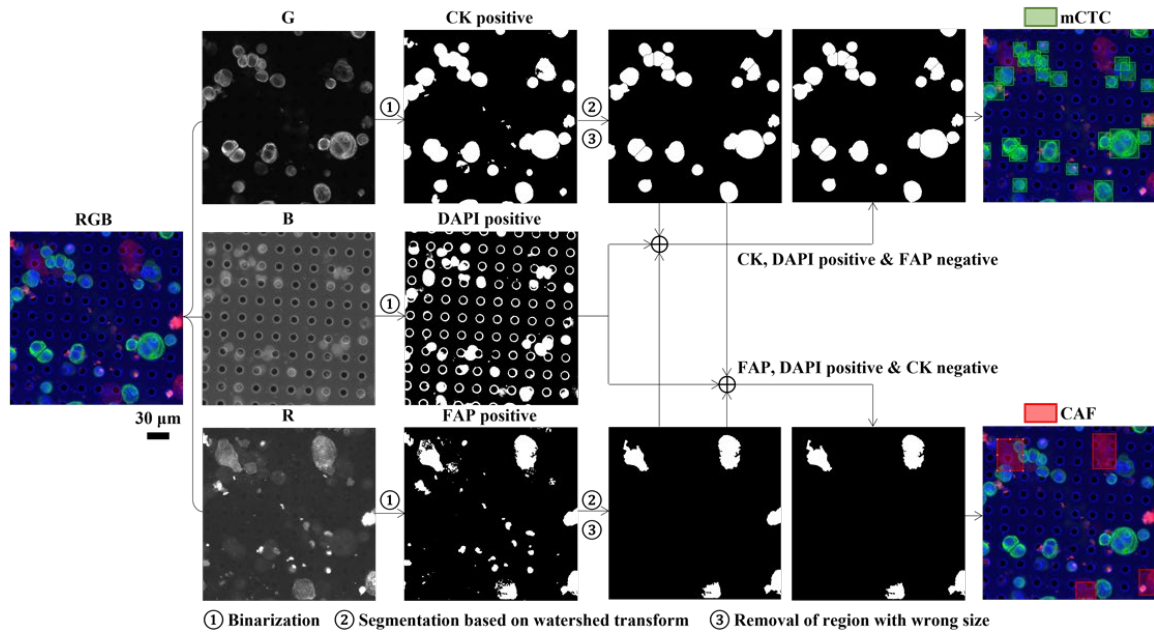 G
CK positive
mCTC
①
②
③
RGB
B
DAPI positive
CK, DAPI positive & FAP negative
①
FAP, DAPI positive & CK negative
30 μm
R
FAP positive
CAF
①
②
③
① Binarization ② Segmentation based on watershed transform ③ Removal of region with wrong size